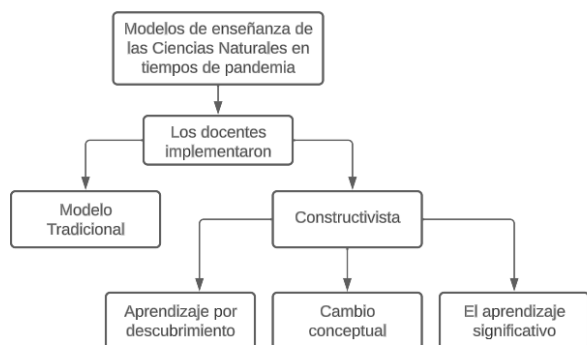 Modelos de enseñanza de
las Ciencias Naturales en
tiempos de pandemia
Los docentes
implementaron
Modelo
Tradicional
Constructivista
Aprendizaje por
descubrimiento
Cambio
conceptual
El aprendizaje
significativo